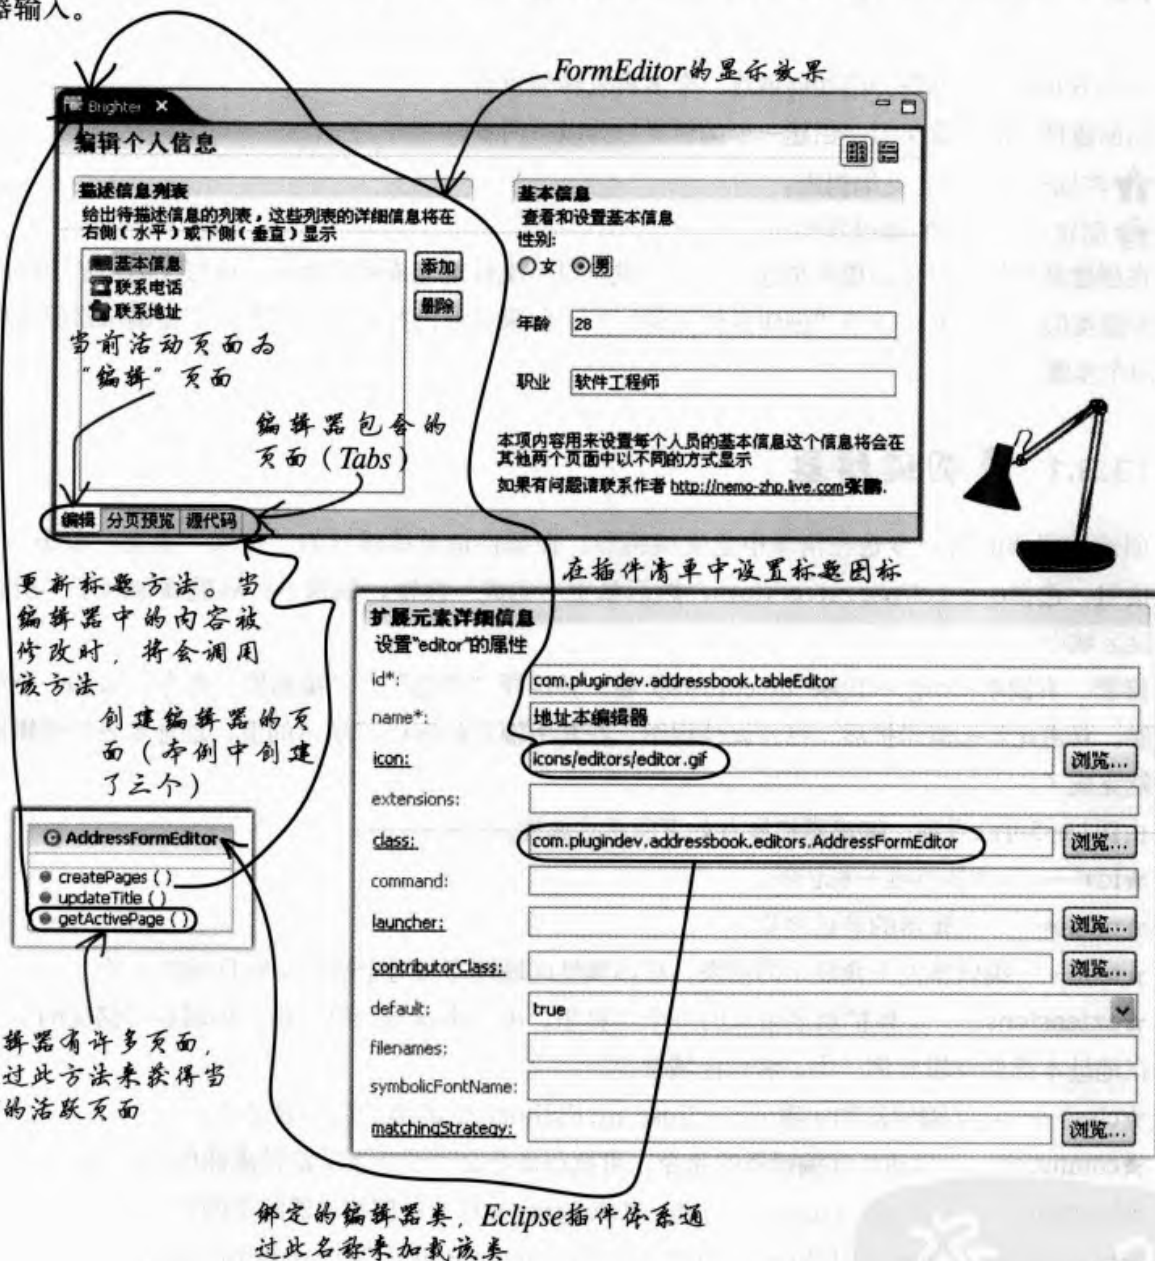 器输入。
FormEditor的显示效果
Brighter
编辑个人信息
描述信息列表
给出待描述信息的列表，这些列表的详细信息将在
右侧（水平）或下侧（垂直）显示
基本信息
联系电话
联系地址
添加
删除
当前活动页面为
“编辑”页面
编辑器包含的
页面（Tabs）
编辑 分页预览 源代码
基本信息
查看和设置基本信息
性别:
女 男
年龄 28
职业 软件工程师
本项内容用来设置每个人员的基本信息这个信息将会在
其他两个页面中以不同的方式显示
如果有问题请联系作者 http://nemo-zhp.live.com张鹏.
在插件清单中设置标题图标
更新标题方法，当
编辑器中的内容被
修改时，将会调用
该方法
创建编辑器的页
面（本例中创建
了三个）
AddressFormEditor
createPages ( )
updateTitle ( )
getActivePage ( )
辑器有许多页面，
过此方法来获得当
的活跃页面
扩展元素详细信息
设置"editor"的属性
id*: com.plugindev.addressbook.tableEditor
name*: 地址本编辑器
icon: icons/editors/editor.gif 浏览...
extensions:
class: com.plugindev.addressbook.editors.AddressFormEditor 浏览...
command:
launcher: 浏览...
contributorClass: 浏览...
default: true
filenames:
symbolicFontName:
matchingStrategy: 浏览...
绑定的编辑器类，Eclipse插件体系通
过此名称来加载该类